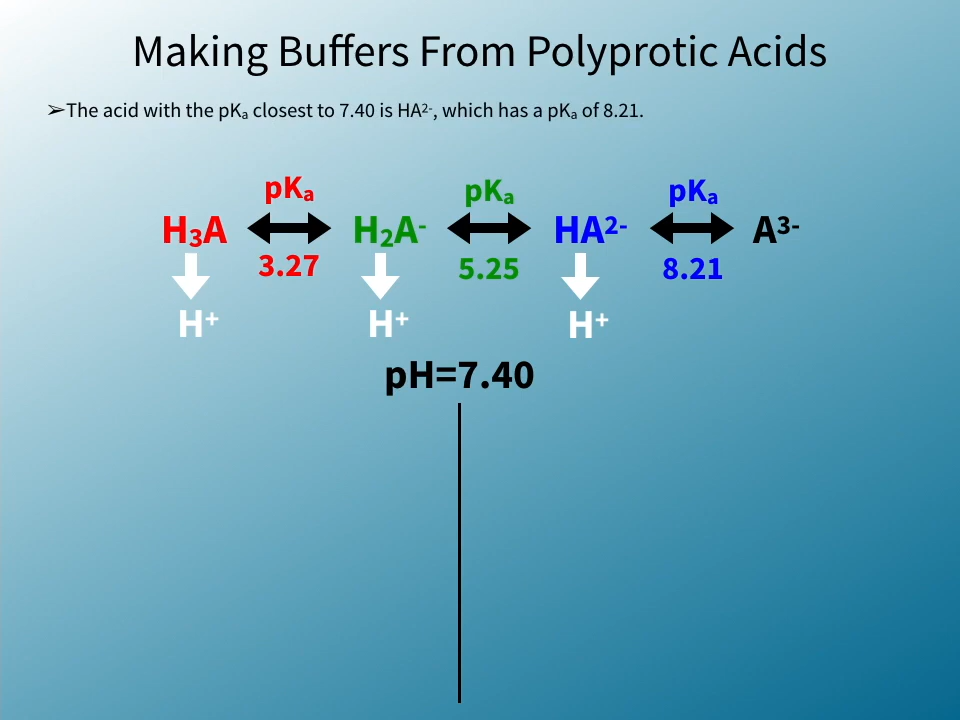 Making Buffers From Polyprotic Acids
➢The acid with the pKₐ closest to 7.40 is HA²⁻, which has a pKₐ of 8.21.
pKₐ pKₐ pKₐ
H₃A H₂A⁻ HA²⁻ A³⁻
3.27 5.25 8.21
H⁺ H⁺ H⁺
pH=7.40